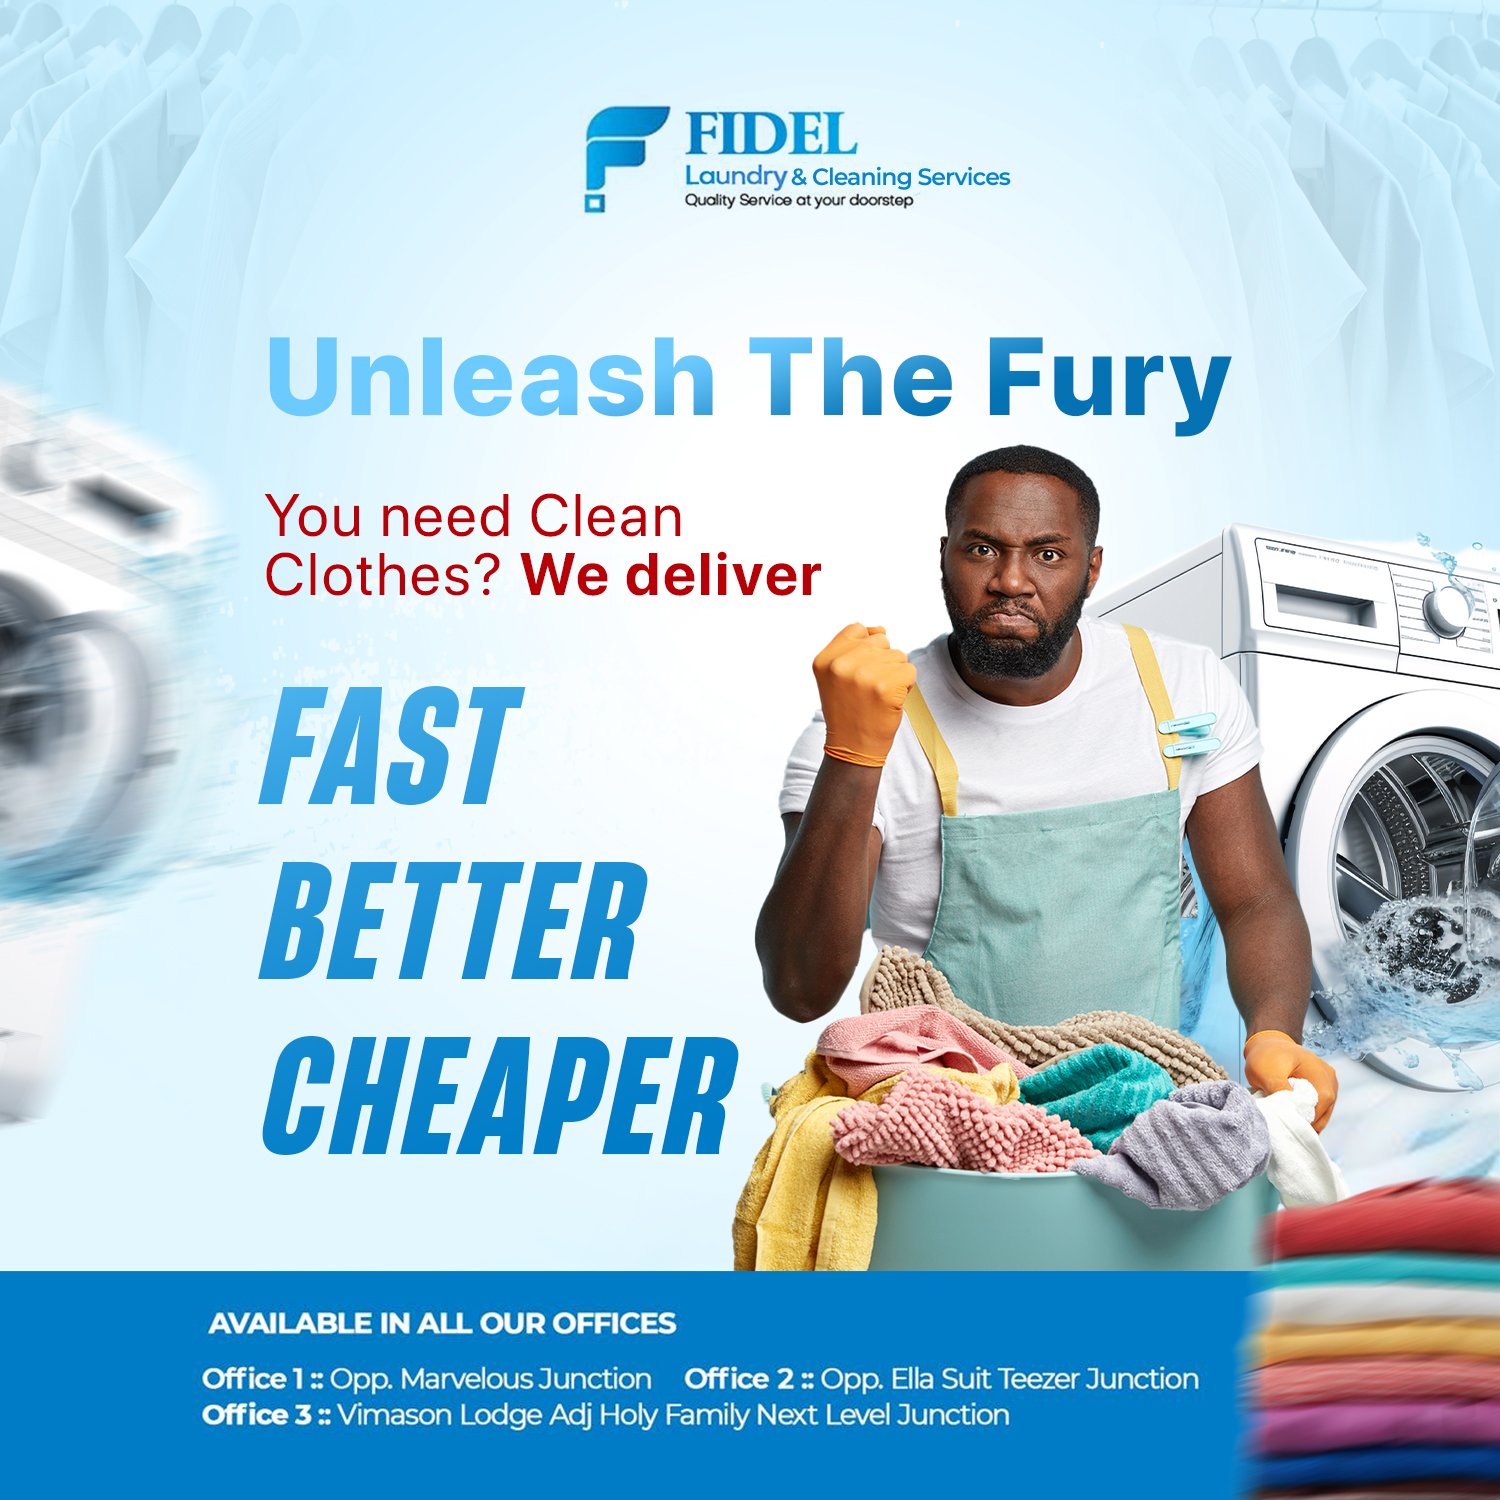 FIDEL
Laundry & Cleaning Services
Quality Service at your doorstep
Unleash The Fury
You need Clean
Clothes? We deliver
FAST
BETTER
CHEAPER
AVAILABLE IN ALL OUR OFFICES
Office 1 :: Opp. Marvelous Junction Office 2 :: Opp. Ella Suit Teezer Junction
Office 3 :: Vimason Lodge Adj Holy Family Next Level Junction